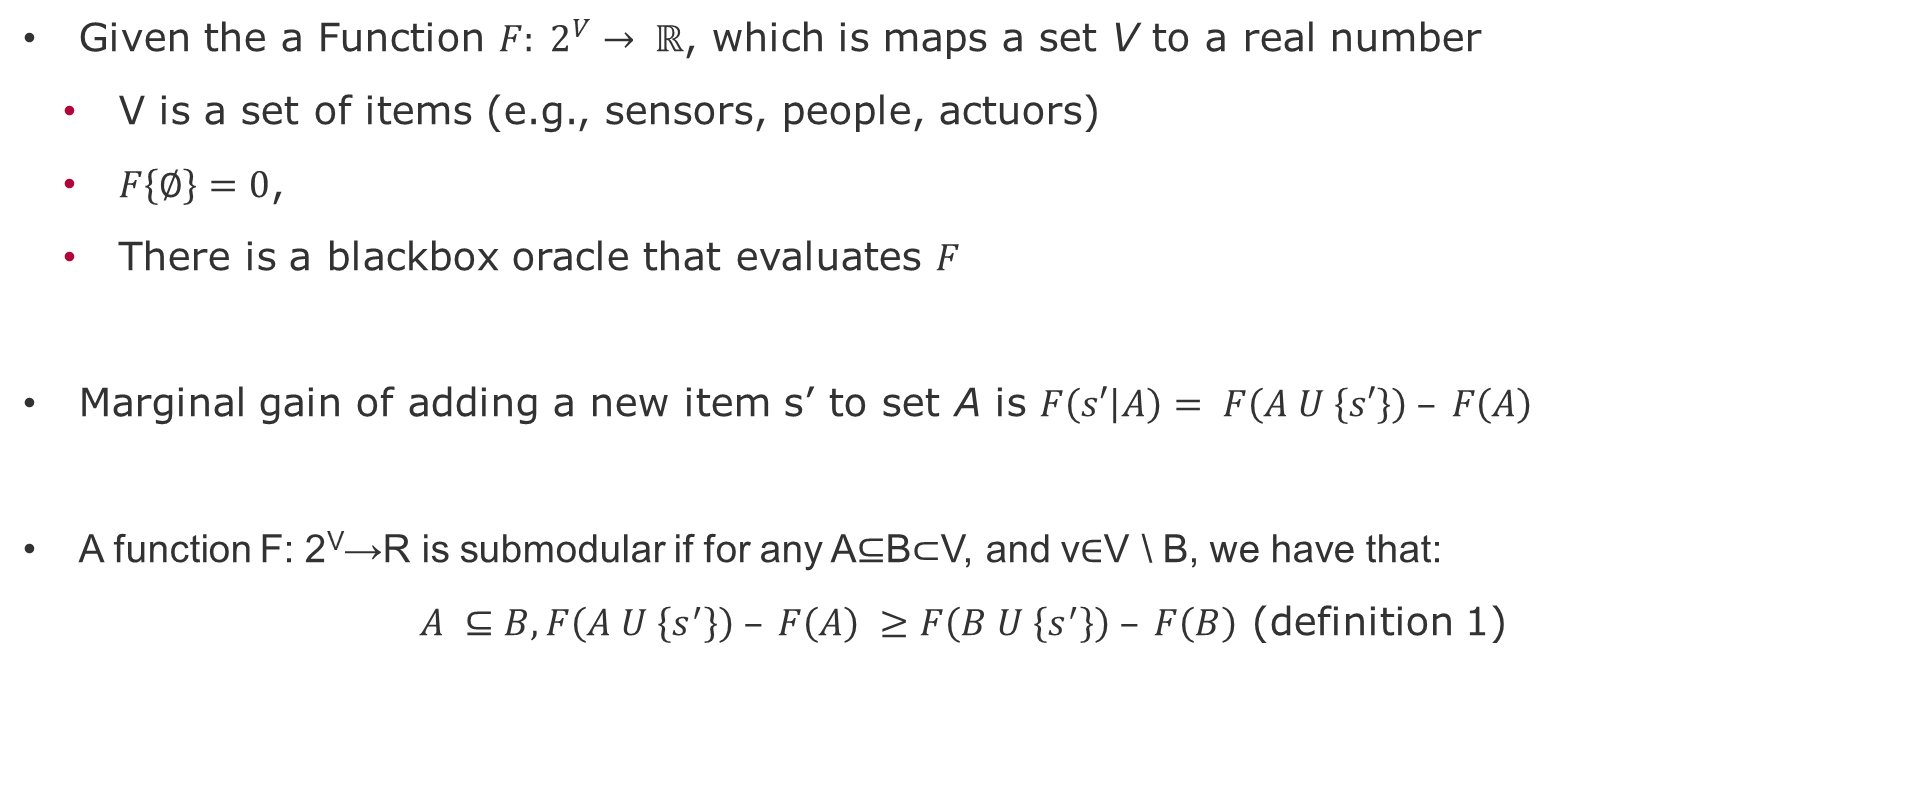 • Given the a Function F: 2^V → ℝ, which is maps a set V to a real number
• V is a set of items (e.g., sensors, people, actuors)
• F{∅} = 0,
• There is a blackbox oracle that evaluates F
• Marginal gain of adding a new item s′ to set A is F(s′|A) = F(A U {s′}) – F(A)
• A function F: 2^V→R is submodular if for any A⊆B⊂V, and v∈V \ B, we have that:
A ⊆ B, F(A U {s′}) – F(A) ≥ F(B U {s′}) – F(B) (definition 1)